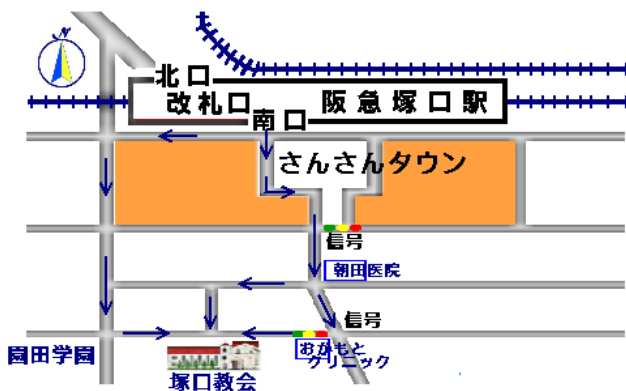 N
北口
改札口
阪急塚口駅
南口
さんさんタウン
信号
朝田医院
信号
園田学園
おかもと
クリニック
塚口教会